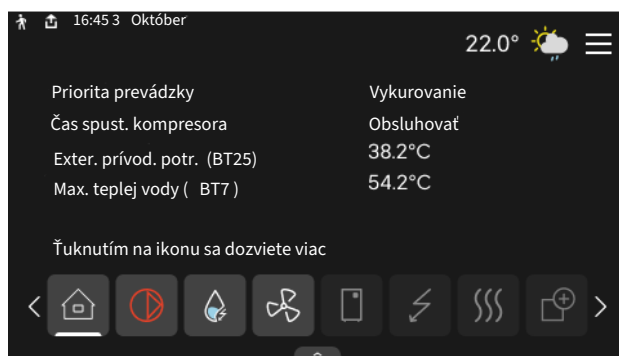 16:45 3 Október
22.0°
Priorita prevádzky Vykurovanie
Čas spust. kompresora Obsluhovať
Exter. prívod. potr. (BT25) 38.2°C
Max. teplej vody ( BT7 ) 54.2°C
Ťuknutím na ikonu sa dozviete viac